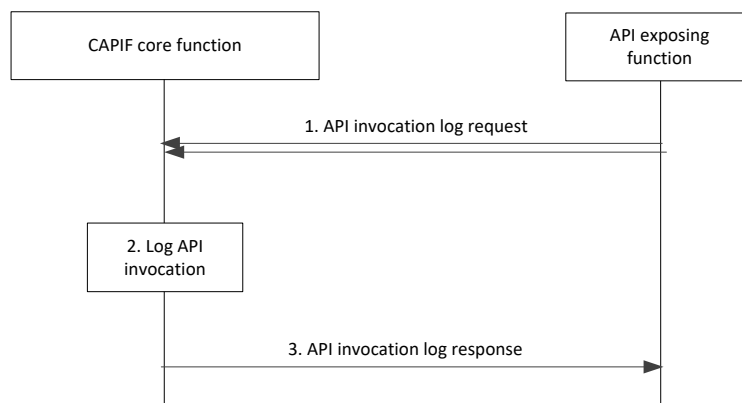 CAPIF core function
API exposing
function
1. API invocation log request
2. Log API
invocation
3. API invocation log response